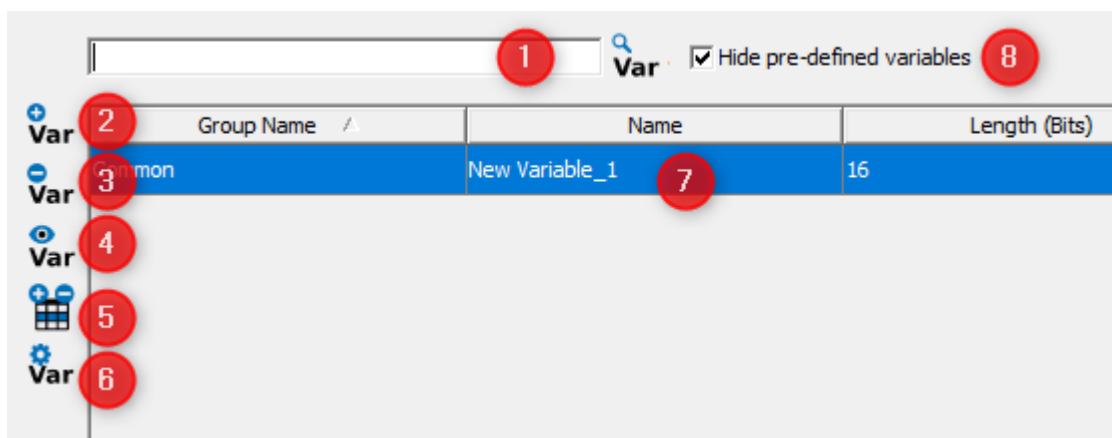 1
Var
Hide pre-defined variables
8
Var
2
Group Name
Name
Length (Bits)
Var
3
Common
New Variable_1
7
16
Var
4
5
Var
6